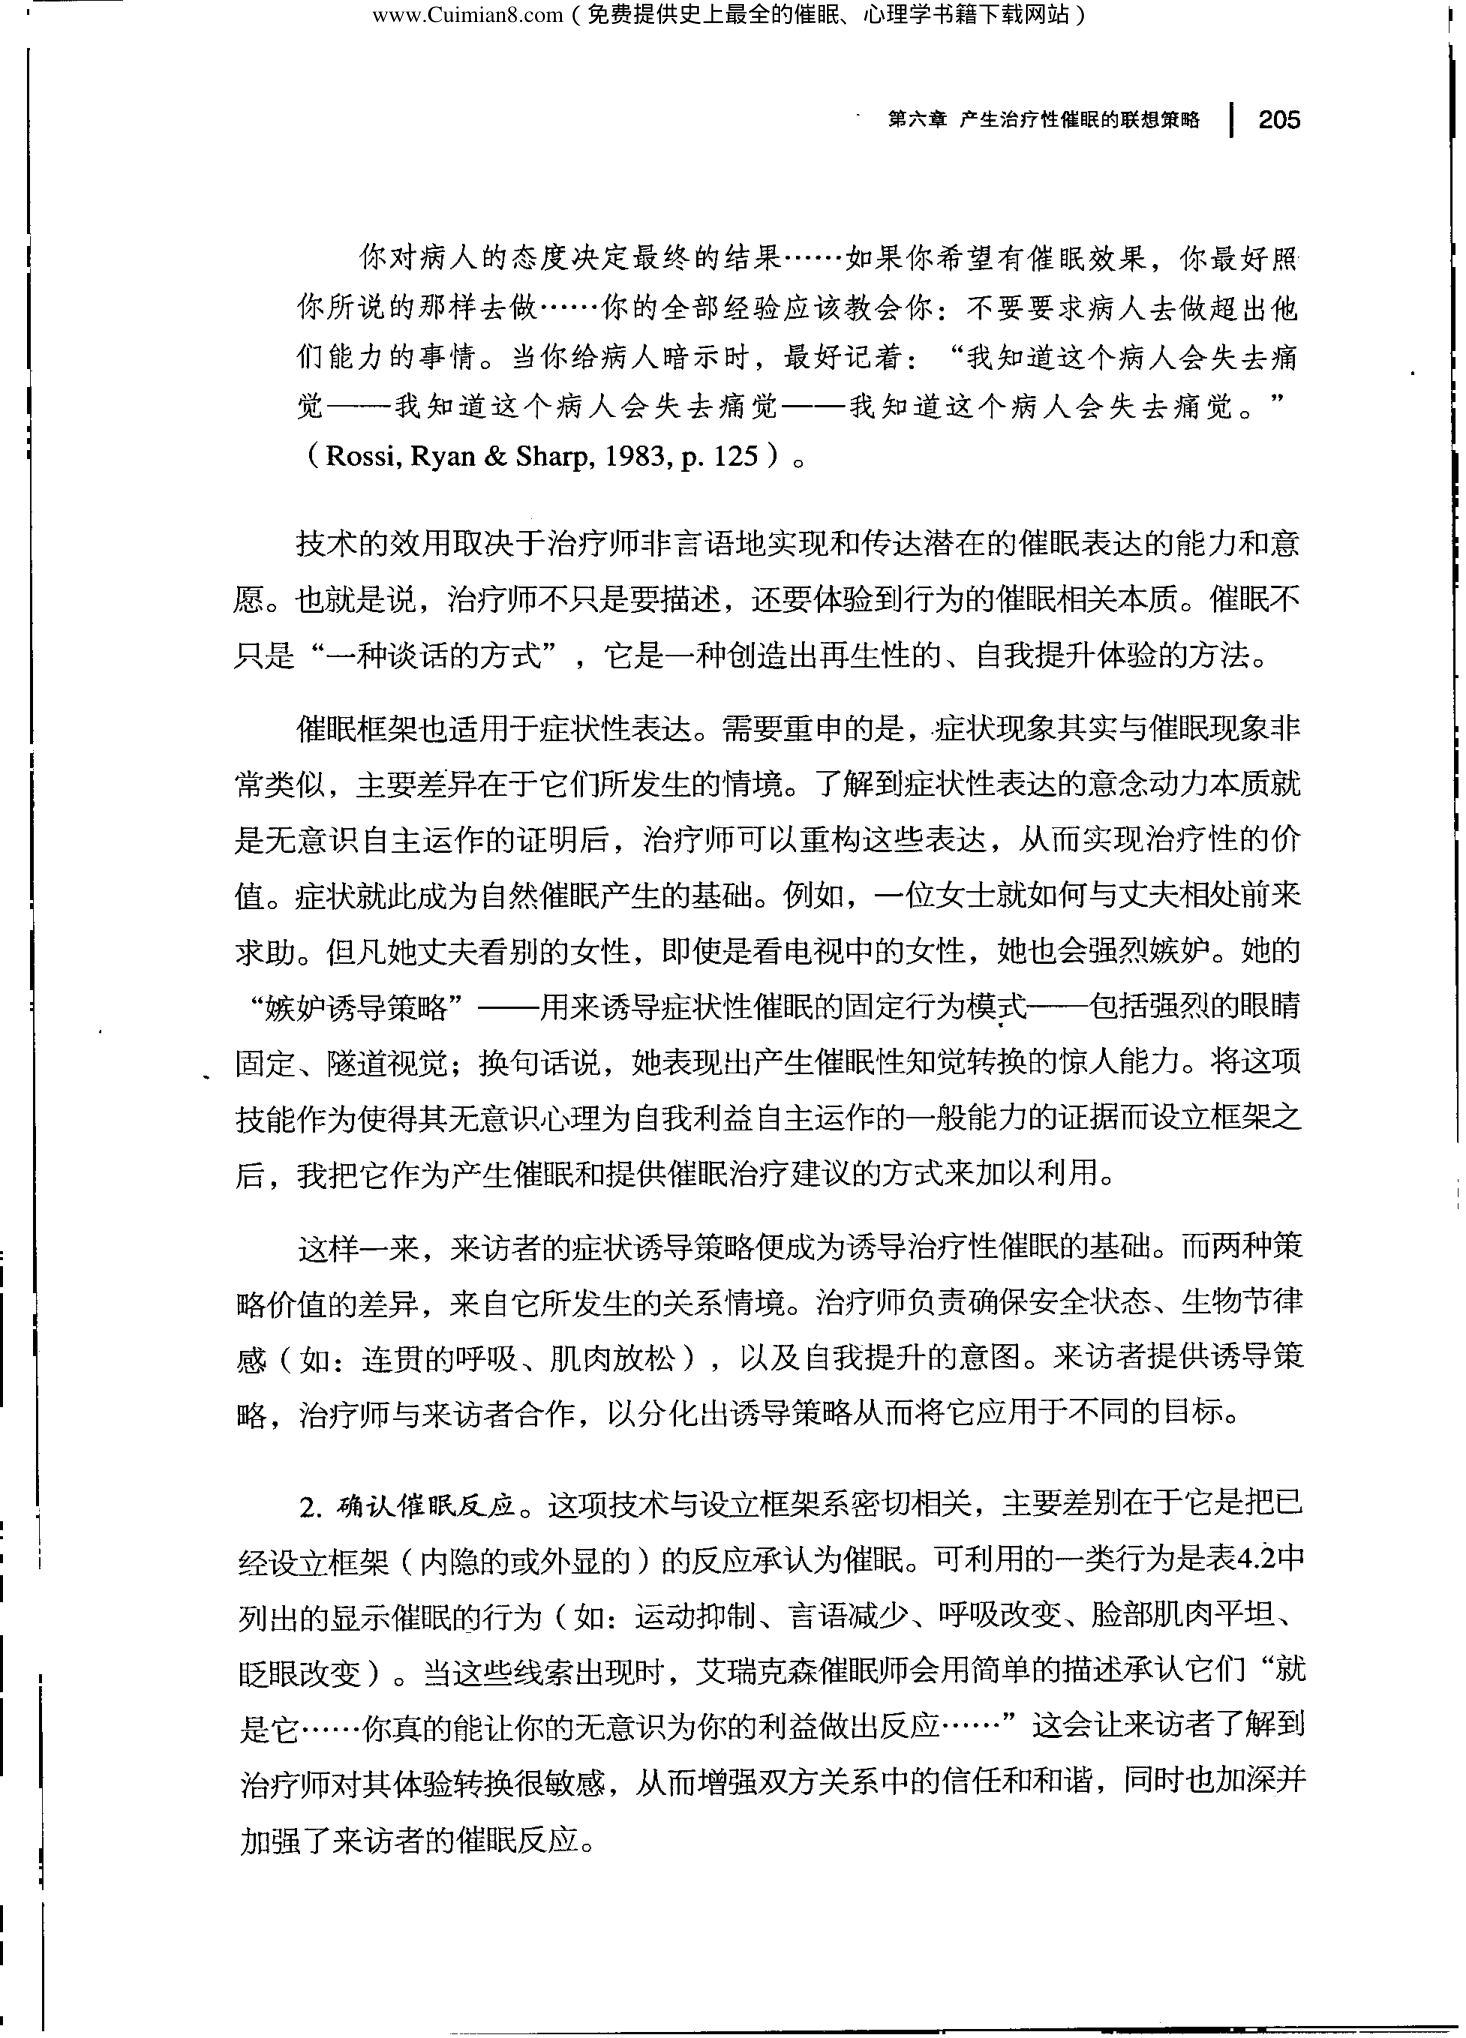 www.Cuimian8.com（免费提供史上最全的催眠、心理学书籍下载网站）
第六章 产生治疗性催眠的联想策略 205
你对病人的态度决定最终的结果……如果你希望有催眠效果，你最好照
你所说的那样去做……你的全部经验应该教会你：不要要求病人去做超出他
们能力的事情。当你给病人暗示时，最好记着：“我知道这个病人会失去痛
觉——我知道这个病人会失去痛觉——我知道这个病人会失去痛觉。”
（Rossi, Ryan & Sharp, 1983, p. 125）。
技术的效用取决于治疗师非言语地实现和传达潜在的催眠表达的能力和意
愿。也就是说，治疗师不只是要描述，还要体验到行为的催眠相关本质。催眠不
只是“一种谈话的方式”，它是一种创造出再生性的、自我提升体验的方法。
催眠框架也适用于症状性表达。需要重申的是，症状现象其实与催眠现象非
常类似，主要差异在于它们所发生的情境。了解到症状性表达的意念动力本质就
是无意识自主运作的证明后，治疗师可以重构这些表达，从而实现治疗性的价
值。症状就此成为自然催眠产生的基础。例如，一位女士就如何与丈夫相处前来
求助。但凡她丈夫看别的女性，即使是看电视中的女性，她也会强烈嫉妒。她的
“嫉妒诱导策略”——用来诱导症状性催眠的固定行为模式——包括强烈的眼睛
固定、隧道视觉；换句话说，她表现出产生催眠性知觉转换的惊人能力。将这项
技能作为使得其无意识心理为自我利益自主运作的一般能力的证据而设立框架之
后，我把它作为产生催眠和提供催眠治疗建议的方式来加以利用。
这样一来，来访者的症状诱导策略便成为诱导治疗性催眠的基础。而两种策
略价值的差异，来自它所发生的关系情境。治疗师负责确保安全状态、生物节律
感（如：连贯的呼吸、肌肉放松），以及自我提升的意图。来访者提供诱导策
略，治疗师与来访者合作，以分化出诱导策略从而将它应用于不同的目标。
2. 确认催眠反应。这项技术与设立框架系密切相关，主要差别在于它是把已
经设立框架（内隐的或外显的）的反应承认为催眠。可利用的一类行为是表4.2中
列出的显示催眠的行为（如：运动抑制、言语减少、呼吸改变、脸部肌肉平坦、
眨眼改变）。当这些线索出现时，艾瑞克森催眠师会用简单的描述承认它们“就
是它……你真的能让你的无意识为你的利益做出反应……”这会让来访者了解到
治疗师对其体验转换很敏感，从而增强双方关系中的信任和和谐，同时也加深并
加强了来访者的催眠反应。